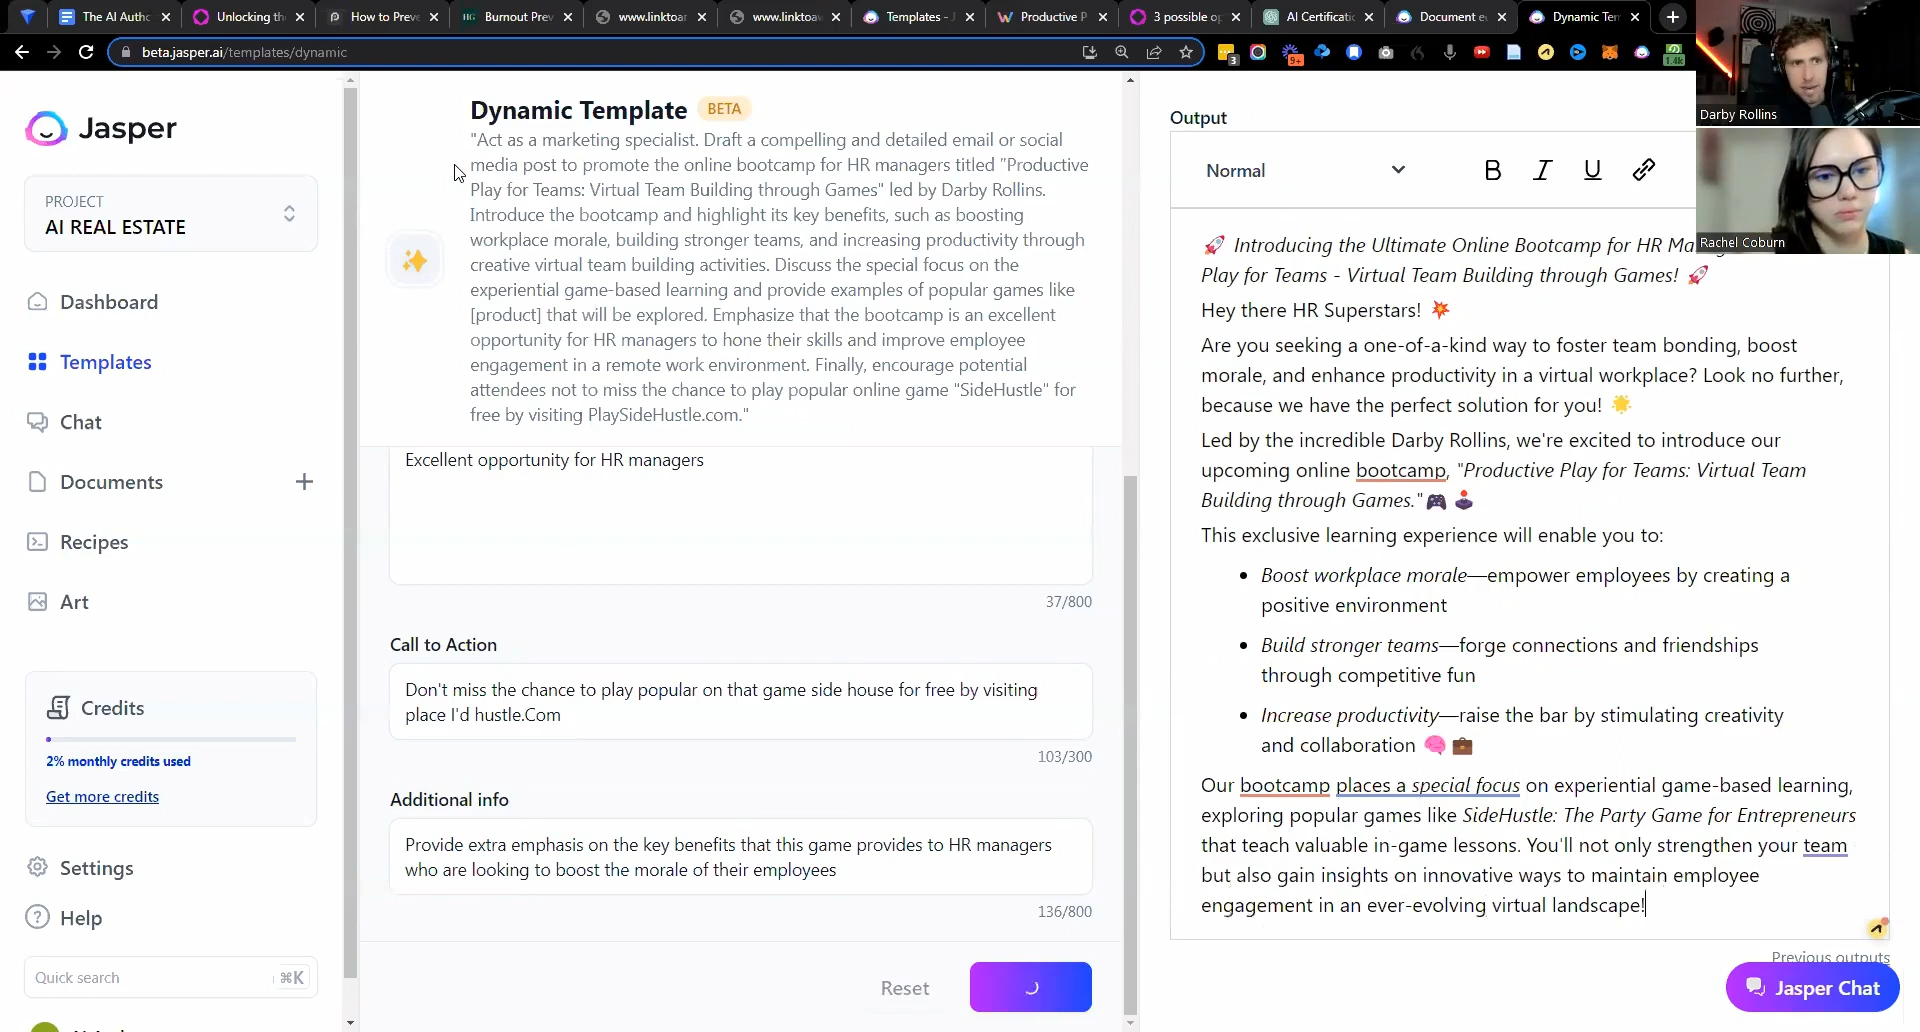 The AI Autho
Unlocking th
How to Preve
HG Burnout Prev
www.linktoar
www.linktoaw
Templates - J
Productive P
3 possible op
AI Certificatic
Document e
Dynamic Tem
beta.jasper.ai/templates/dynamic
3
9+
1.4k
Darby Rollins
Rachel Coburn
Jasper
PROJECT
AI REAL ESTATE
Dashboard
Templates
Chat
Documents
Recipes
Art
Credits
2% monthly credits used
Get more credits
Settings
Help
Quick search
⌘K
Dynamic Template BETA
"Act as a marketing specialist. Draft a compelling and detailed email or social
media post to promote the online bootcamp for HR managers titled "Productive
Play for Teams: Virtual Team Building through Games" led by Darby Rollins.
Introduce the bootcamp and highlight its key benefits, such as boosting
workplace morale, building stronger teams, and increasing productivity through
creative virtual team building activities. Discuss the special focus on the
experiential game-based learning and provide examples of popular games like
[product] that will be explored. Emphasize that the bootcamp is an excellent
opportunity for HR managers to hone their skills and improve employee
engagement in a remote work environment. Finally, encourage potential
attendees not to miss the chance to play popular online game "SideHustle" for
free by visiting PlaySideHustle.com."
Excellent opportunity for HR managers
37/800
Call to Action
Don't miss the chance to play popular on that game side house for free by visiting
place I'd hustle.Com
103/300
Additional info
Provide extra emphasis on the key benefits that this game provides to HR managers
who are looking to boost the morale of their employees
136/800
Reset
Output
Normal
B I U
🚀 Introducing the Ultimate Online Bootcamp for HR Ma
Play for Teams - Virtual Team Building through Games! 🚀
Hey there HR Superstars! 💥
Are you seeking a one-of-a-kind way to foster team bonding, boost
morale, and enhance productivity in a virtual workplace? Look no further,
because we have the perfect solution for you! 🌟
Led by the incredible Darby Rollins, we're excited to introduce our
upcoming online bootcamp, "Productive Play for Teams: Virtual Team
Building through Games." 🎮 🕹️
This exclusive learning experience will enable you to:
• Boost workplace morale—empower employees by creating a
positive environment
• Build stronger teams—forge connections and friendships
through competitive fun
• Increase productivity—raise the bar by stimulating creativity
and collaboration 🧠 💼
Our bootcamp places a special focus on experiential game-based learning,
exploring popular games like SideHustle: The Party Game for Entrepreneurs
that teach valuable in-game lessons. You'll not only strengthen your team
but also gain insights on innovative ways to maintain employee
engagement in an ever-evolving virtual landscape!
Previous outputs
Jasper Chat